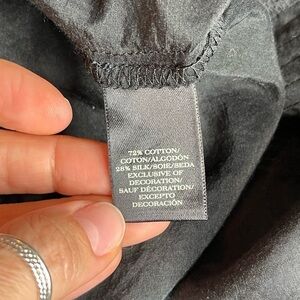 72% COTTON/
COTON/ALGODÓN
28% SILK/SOIE/SEDA
EXCLUSIVE OF
DECORATION/
SAUF DÉCORATION/
EXCEPTO
DECORACIÓN